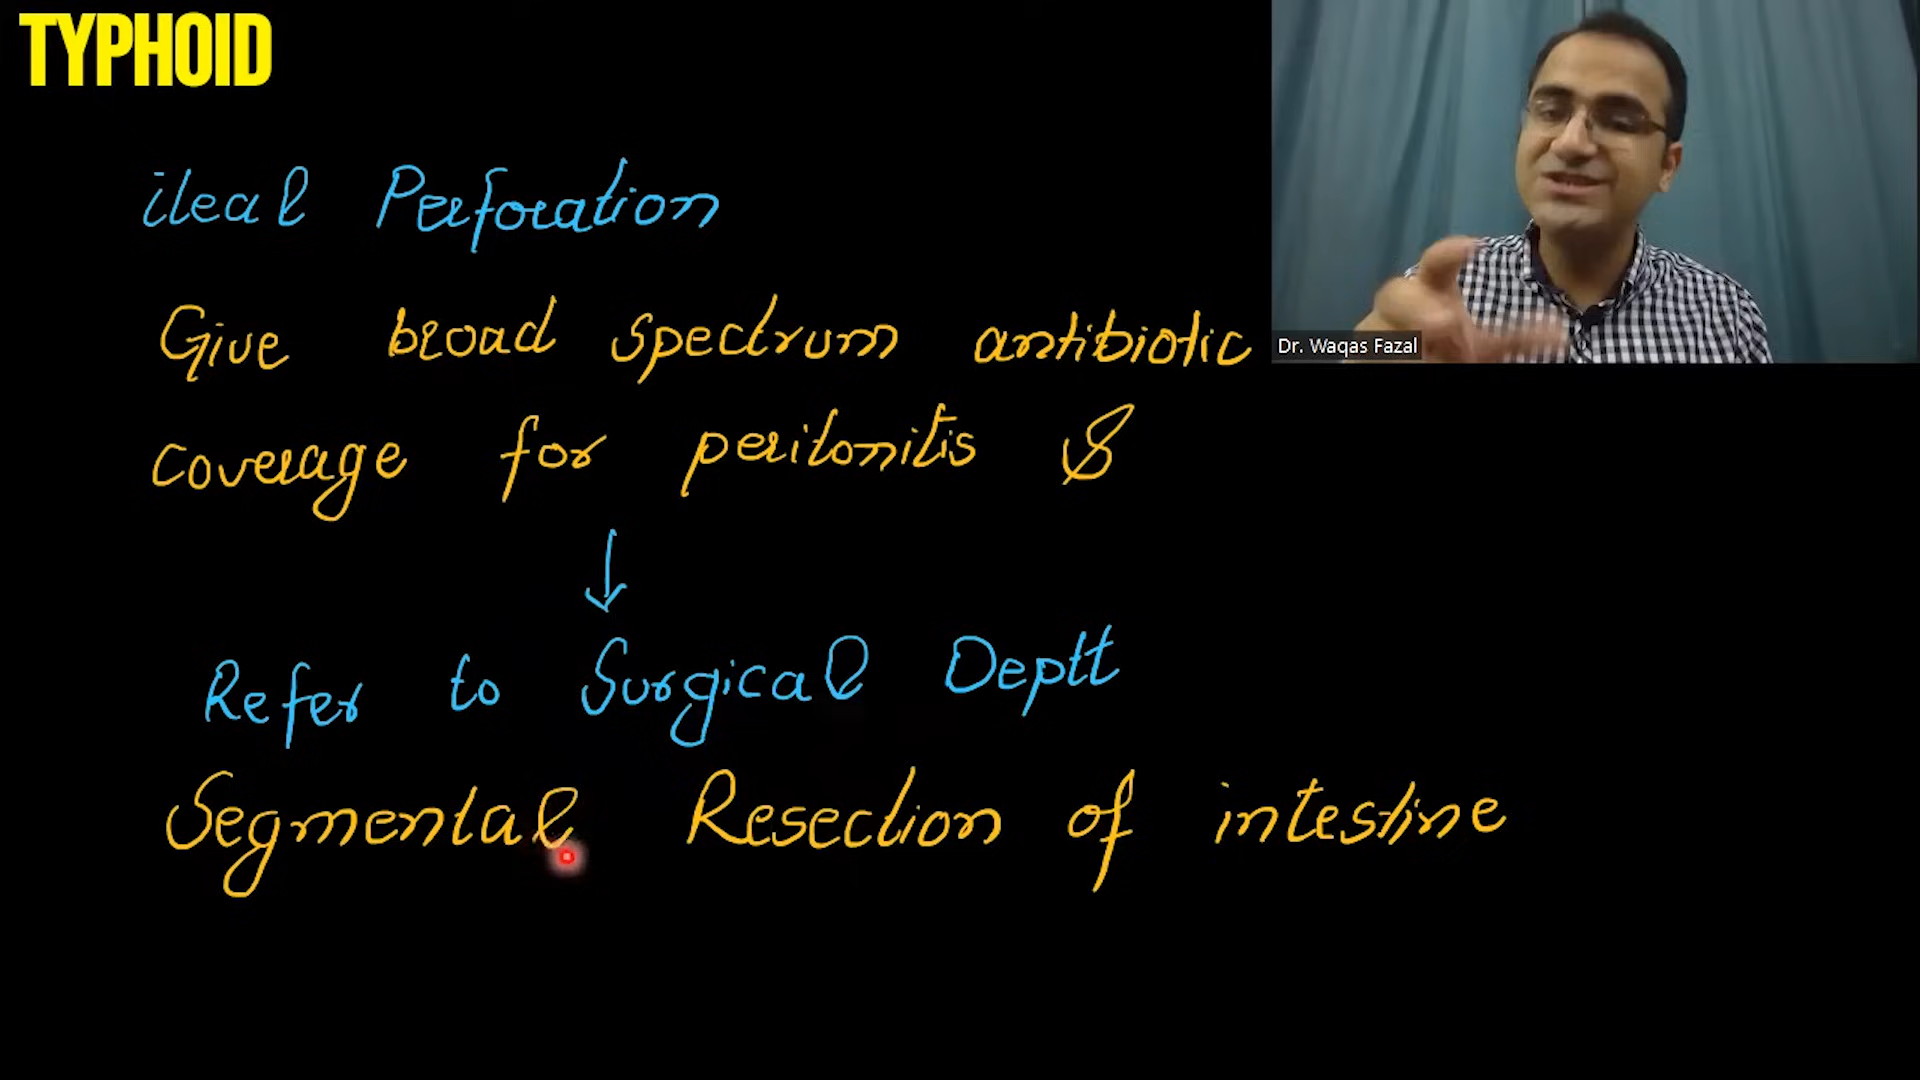 TYPHOID
ileal Perforation
Give broad spectrum antibiotic
Dr. Waqas Fazal
coverage for peritonitis &
↓
Refer to Surgical Deptt
Segmental Resection of intestine